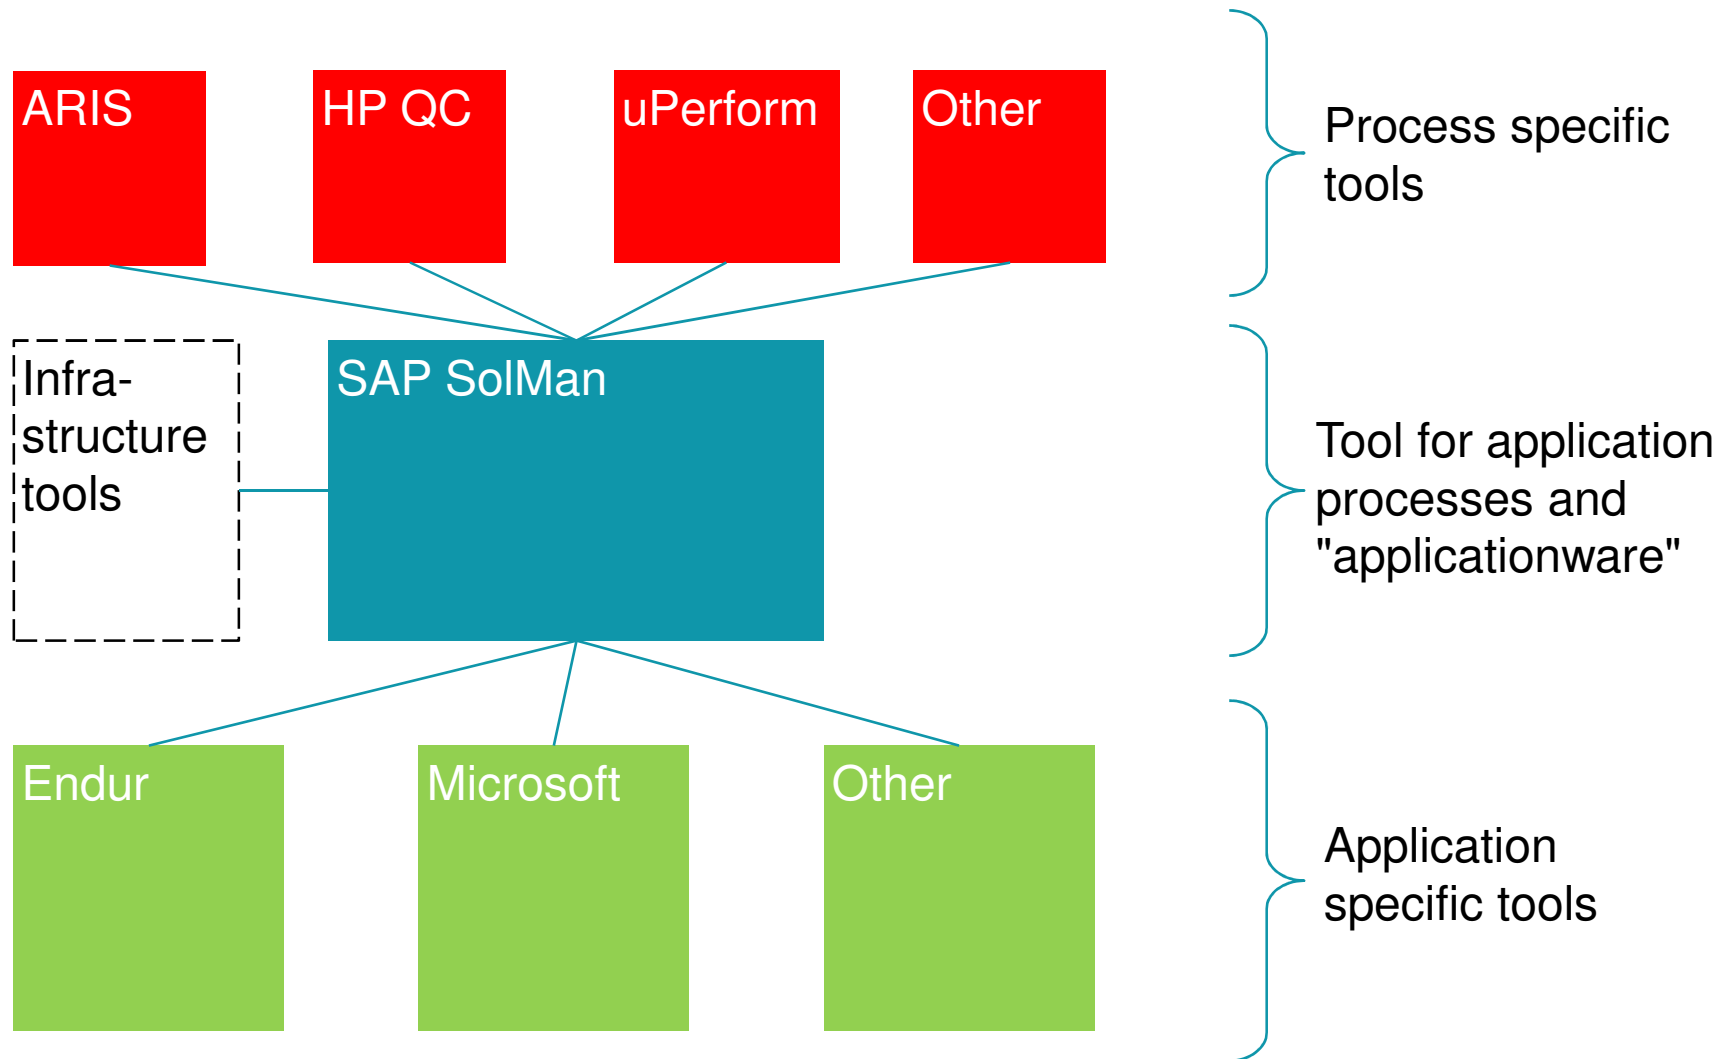 ARIS
HP QC
uPerform
Other
Process specific
tools
Infra-
structure
tools
SAP SolMan
Tool for application
processes and
"applicationware"
Endur
Microsoft
Other
Application
specific tools